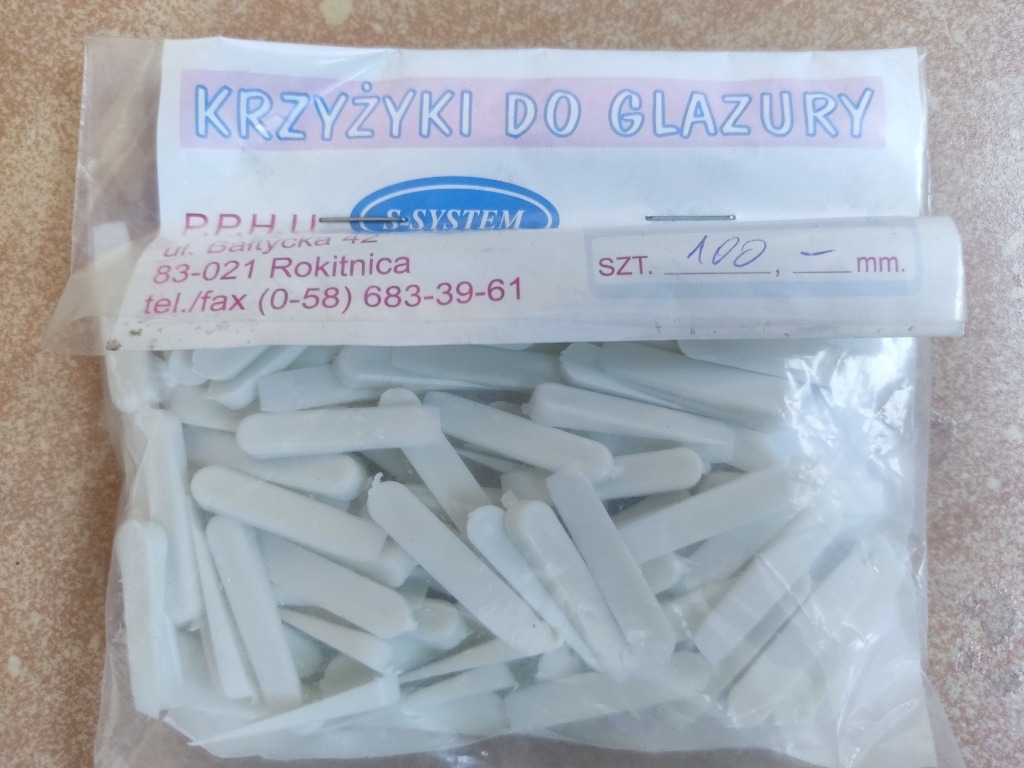 KRZYŻYKI DO GLAZURY
P.P.H.U S-SYSTEM
ul. Bałtycka 42
83-021 Rokitnica
tel./fax (0-58) 683-39-61
SZT. 100, – mm.